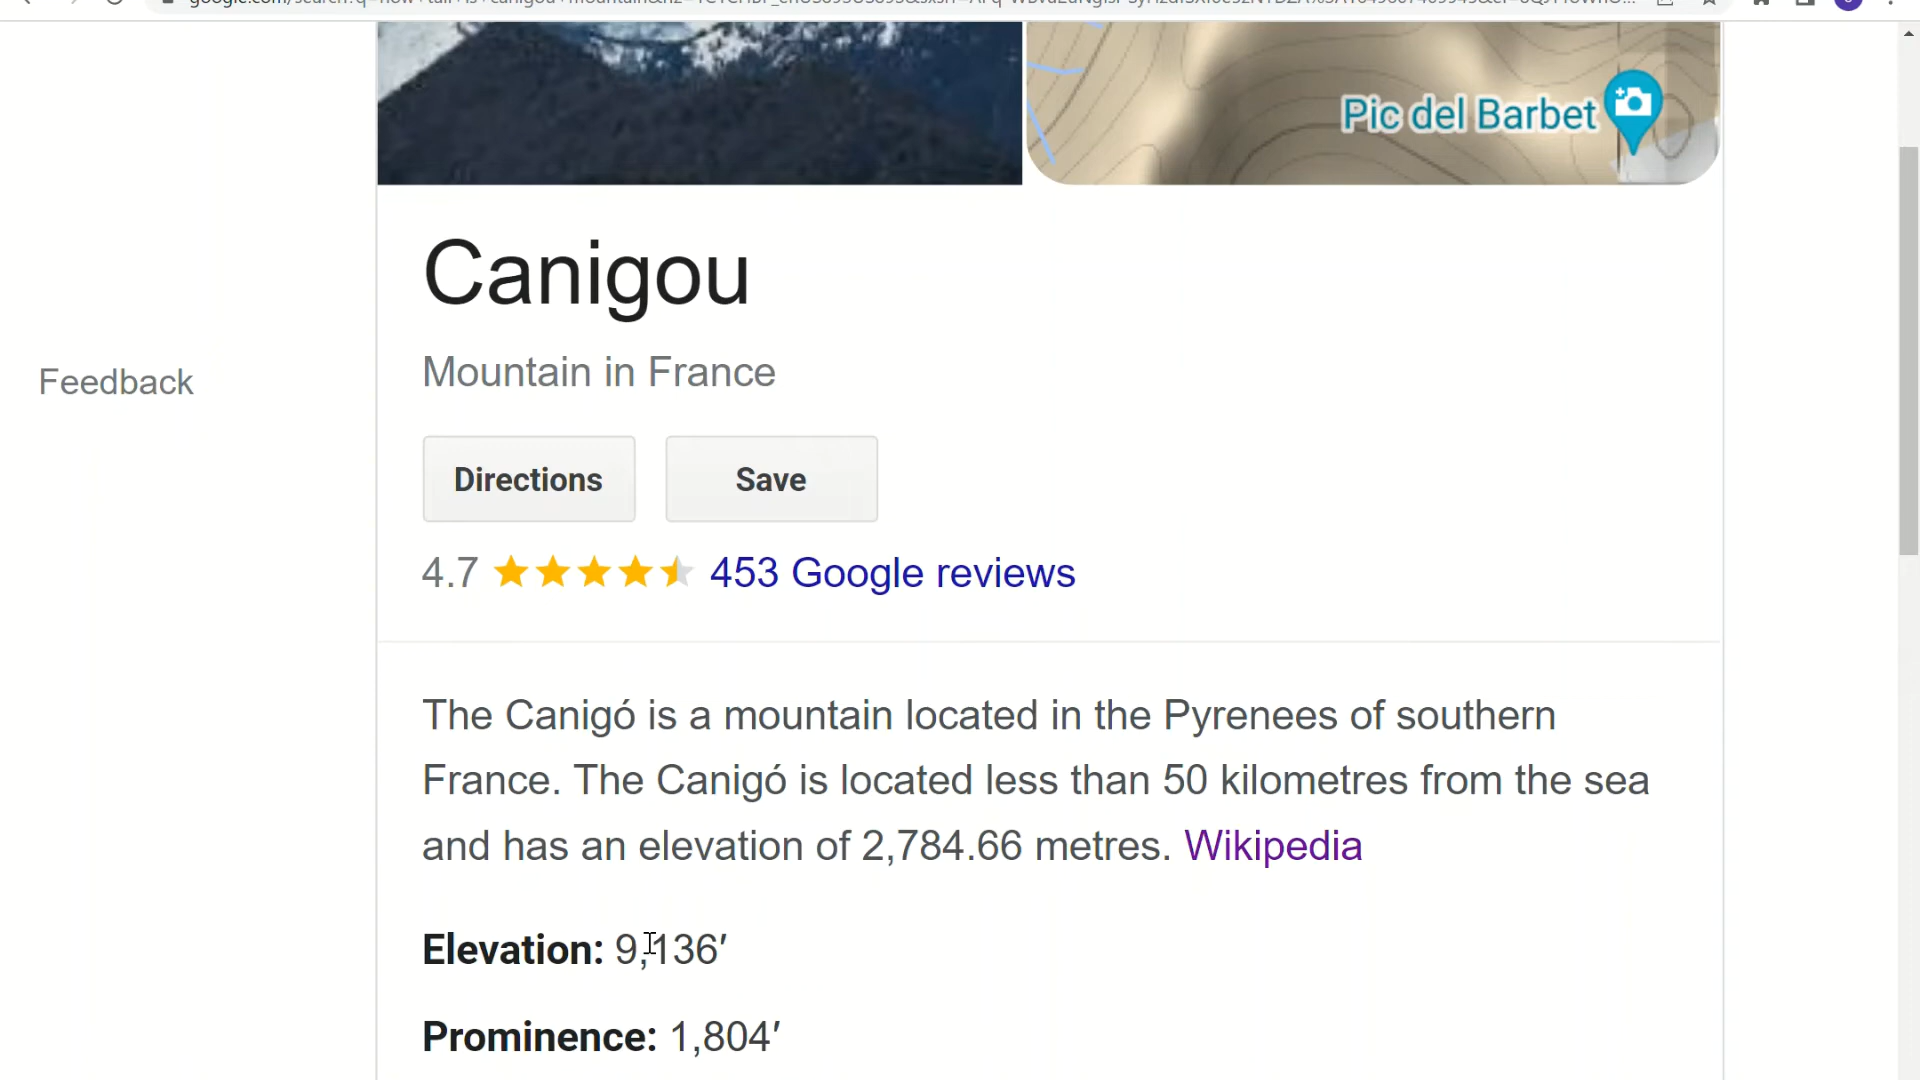 Pic del Barbet
Canigou
Mountain in France
Feedback
Directions Save
4.7 453 Google reviews
The Canigó is a mountain located in the Pyrenees of southern
France. The Canigó is located less than 50 kilometres from the sea
and has an elevation of 2,784.66 metres. Wikipedia
Elevation: 9,136′
Prominence: 1,804′